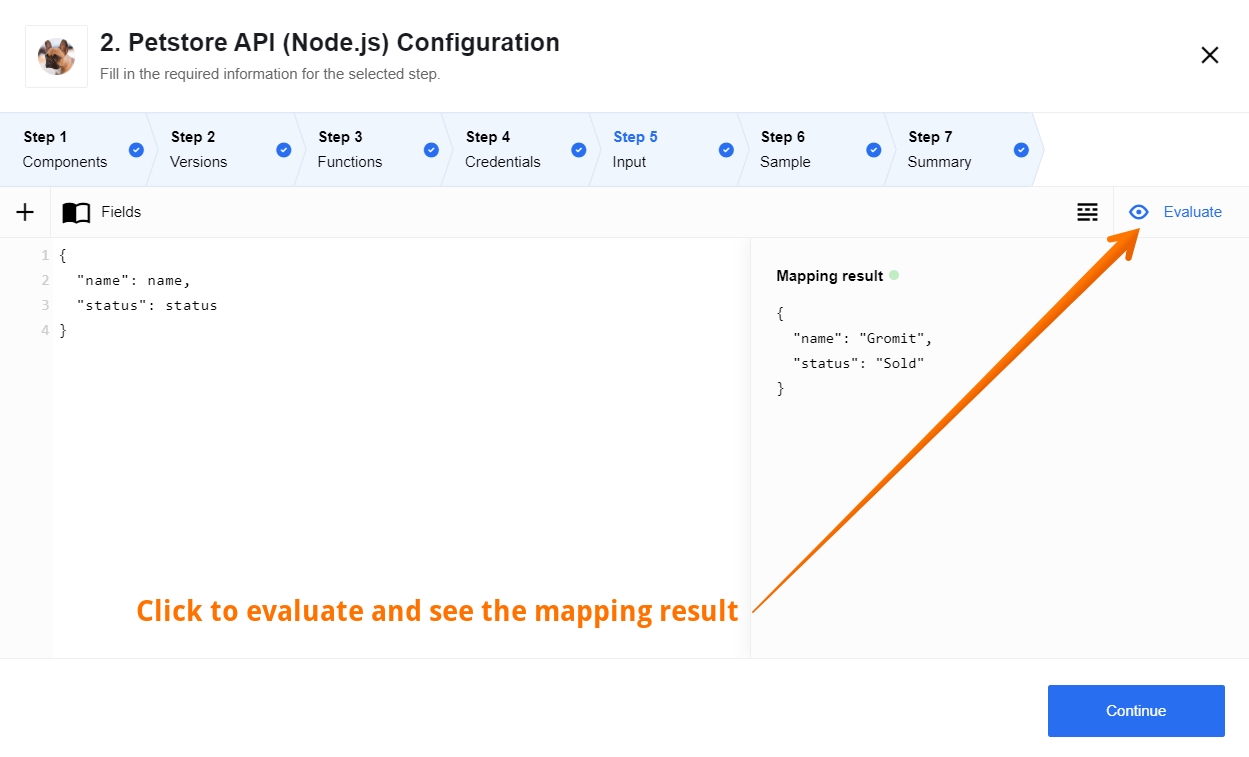 2. Petstore API (Node.js) Configuration
Fill in the required information for the selected step.
Step 1
Components
Step 2
Versions
Step 3
Functions
Step 4
Credentials
Step 5
Input
Step 6
Sample
Step 7
Summary
Fields
Evaluate
1 {
2   "name": name,
3   "status": status
4 }
Mapping result
{
  "name": "Gromit",
  "status": "Sold"
}
Click to evaluate and see the mapping result
Continue